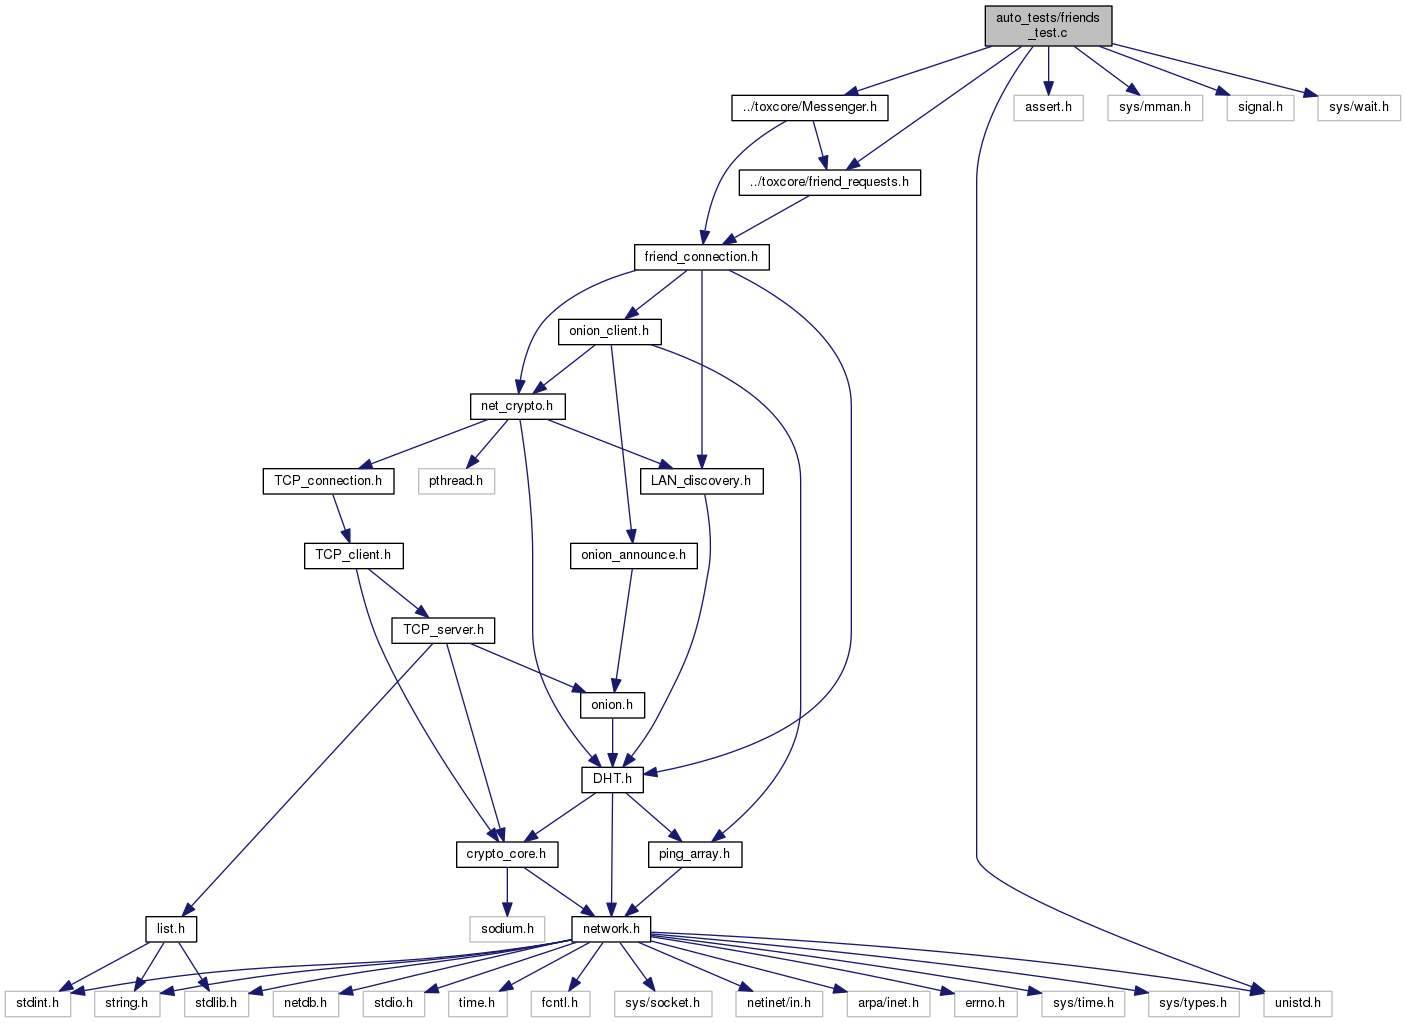 auto_tests/friends
_test.c
../toxcore/Messenger.h
assert.h
sys/mman.h
signal.h
sys/wait.h
../toxcore/friend_requests.h
friend_connection.h
onion_client.h
net_crypto.h
TCP_connection.h
pthread.h
LAN_discovery.h
TCP_client.h
onion_announce.h
TCP_server.h
onion.h
DHT.h
crypto_core.h
ping_array.h
list.h
sodium.h
network.h
stdint.h
string.h
stdlib.h
netdb.h
stdio.h
time.h
fcntl.h
sys/socket.h
netinet/in.h
arpa/inet.h
errno.h
sys/time.h
sys/types.h
unistd.h